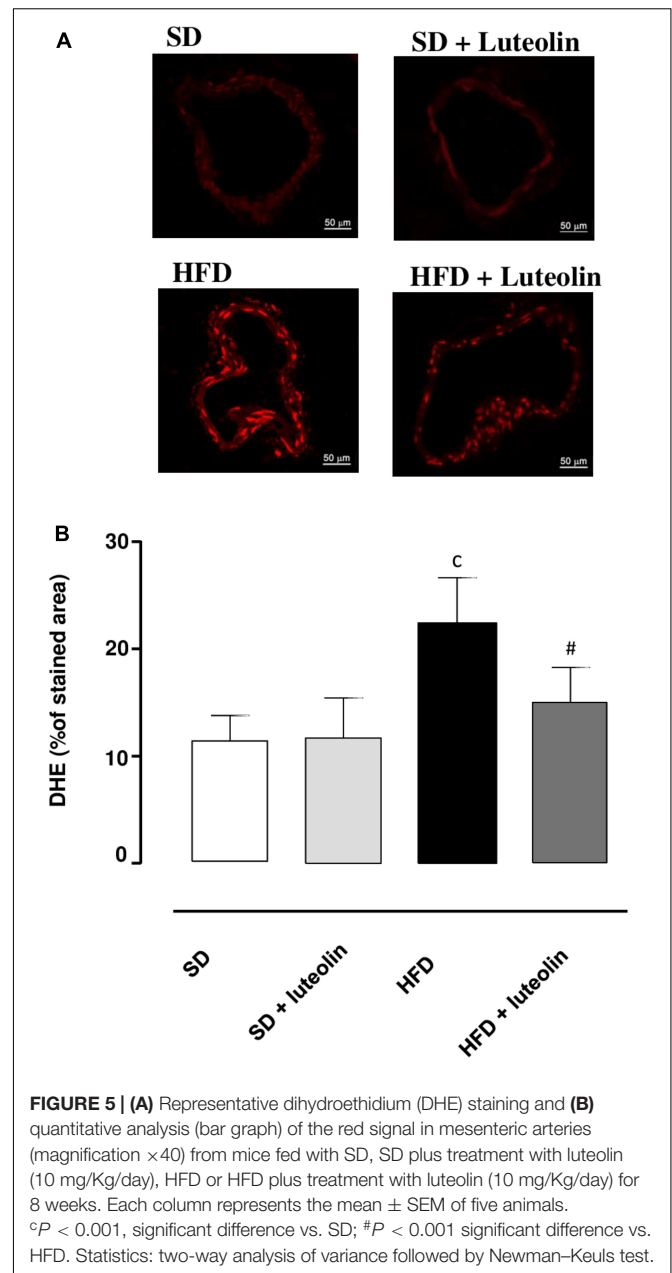 A
SD
SD + Luteolin
50 µm
50 µm
HFD
HFD + Luteolin
50 µm
50 µm
B
DHE (%of stained area)
30
20
10
0
c
#
SD
SD + luteolin
HFD
HFD + luteolin
FIGURE 5 | (A) Representative dihydroethidium (DHE) staining and (B)
quantitative analysis (bar graph) of the red signal in mesenteric arteries
(magnification ×40) from mice fed with SD, SD plus treatment with luteolin
(10 mg/Kg/day), HFD or HFD plus treatment with luteolin (10 mg/Kg/day) for
8 weeks. Each column represents the mean ± SEM of five animals.
cP < 0.001, significant difference vs. SD; #P < 0.001 significant difference vs.
HFD. Statistics: two-way analysis of variance followed by Newman–Keuls test.